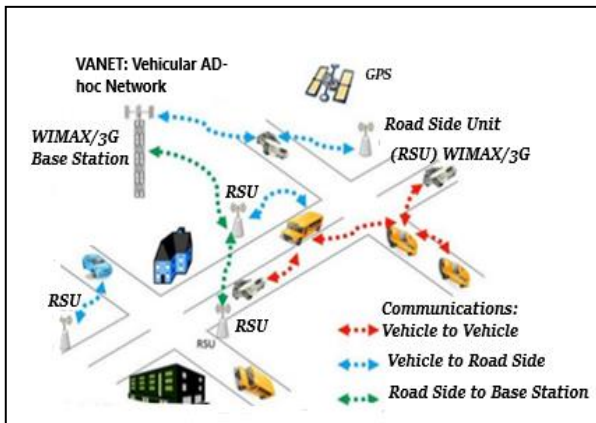 VANET: Vehicular AD-
hoc Network
GPS
WIMAX/3G
Base Station
Road Side Unit
(RSU) WIMAX/3G
RSU
RSU
RSU
RSU
Communications:
Vehicle to Vehicle
Vehicle to Road Side
Road Side to Base Station